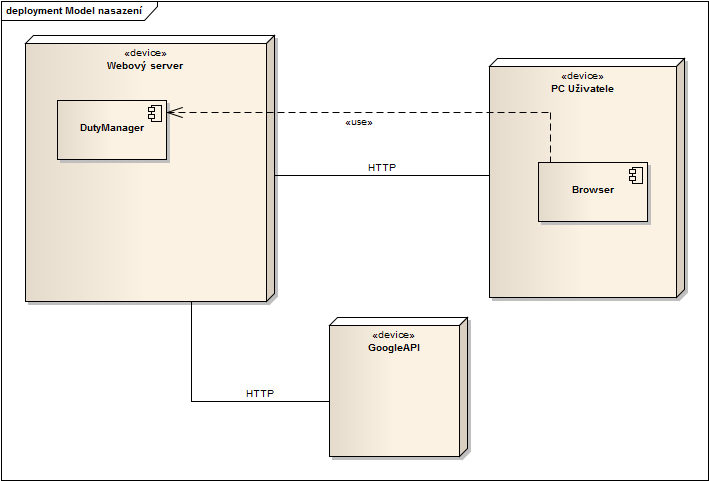 deployment Model nasazení
«device»
Webový server
DutyManager
«use»
HTTP
«device»
PC Uživatele
Browser
«device»
GoogleAPI
HTTP